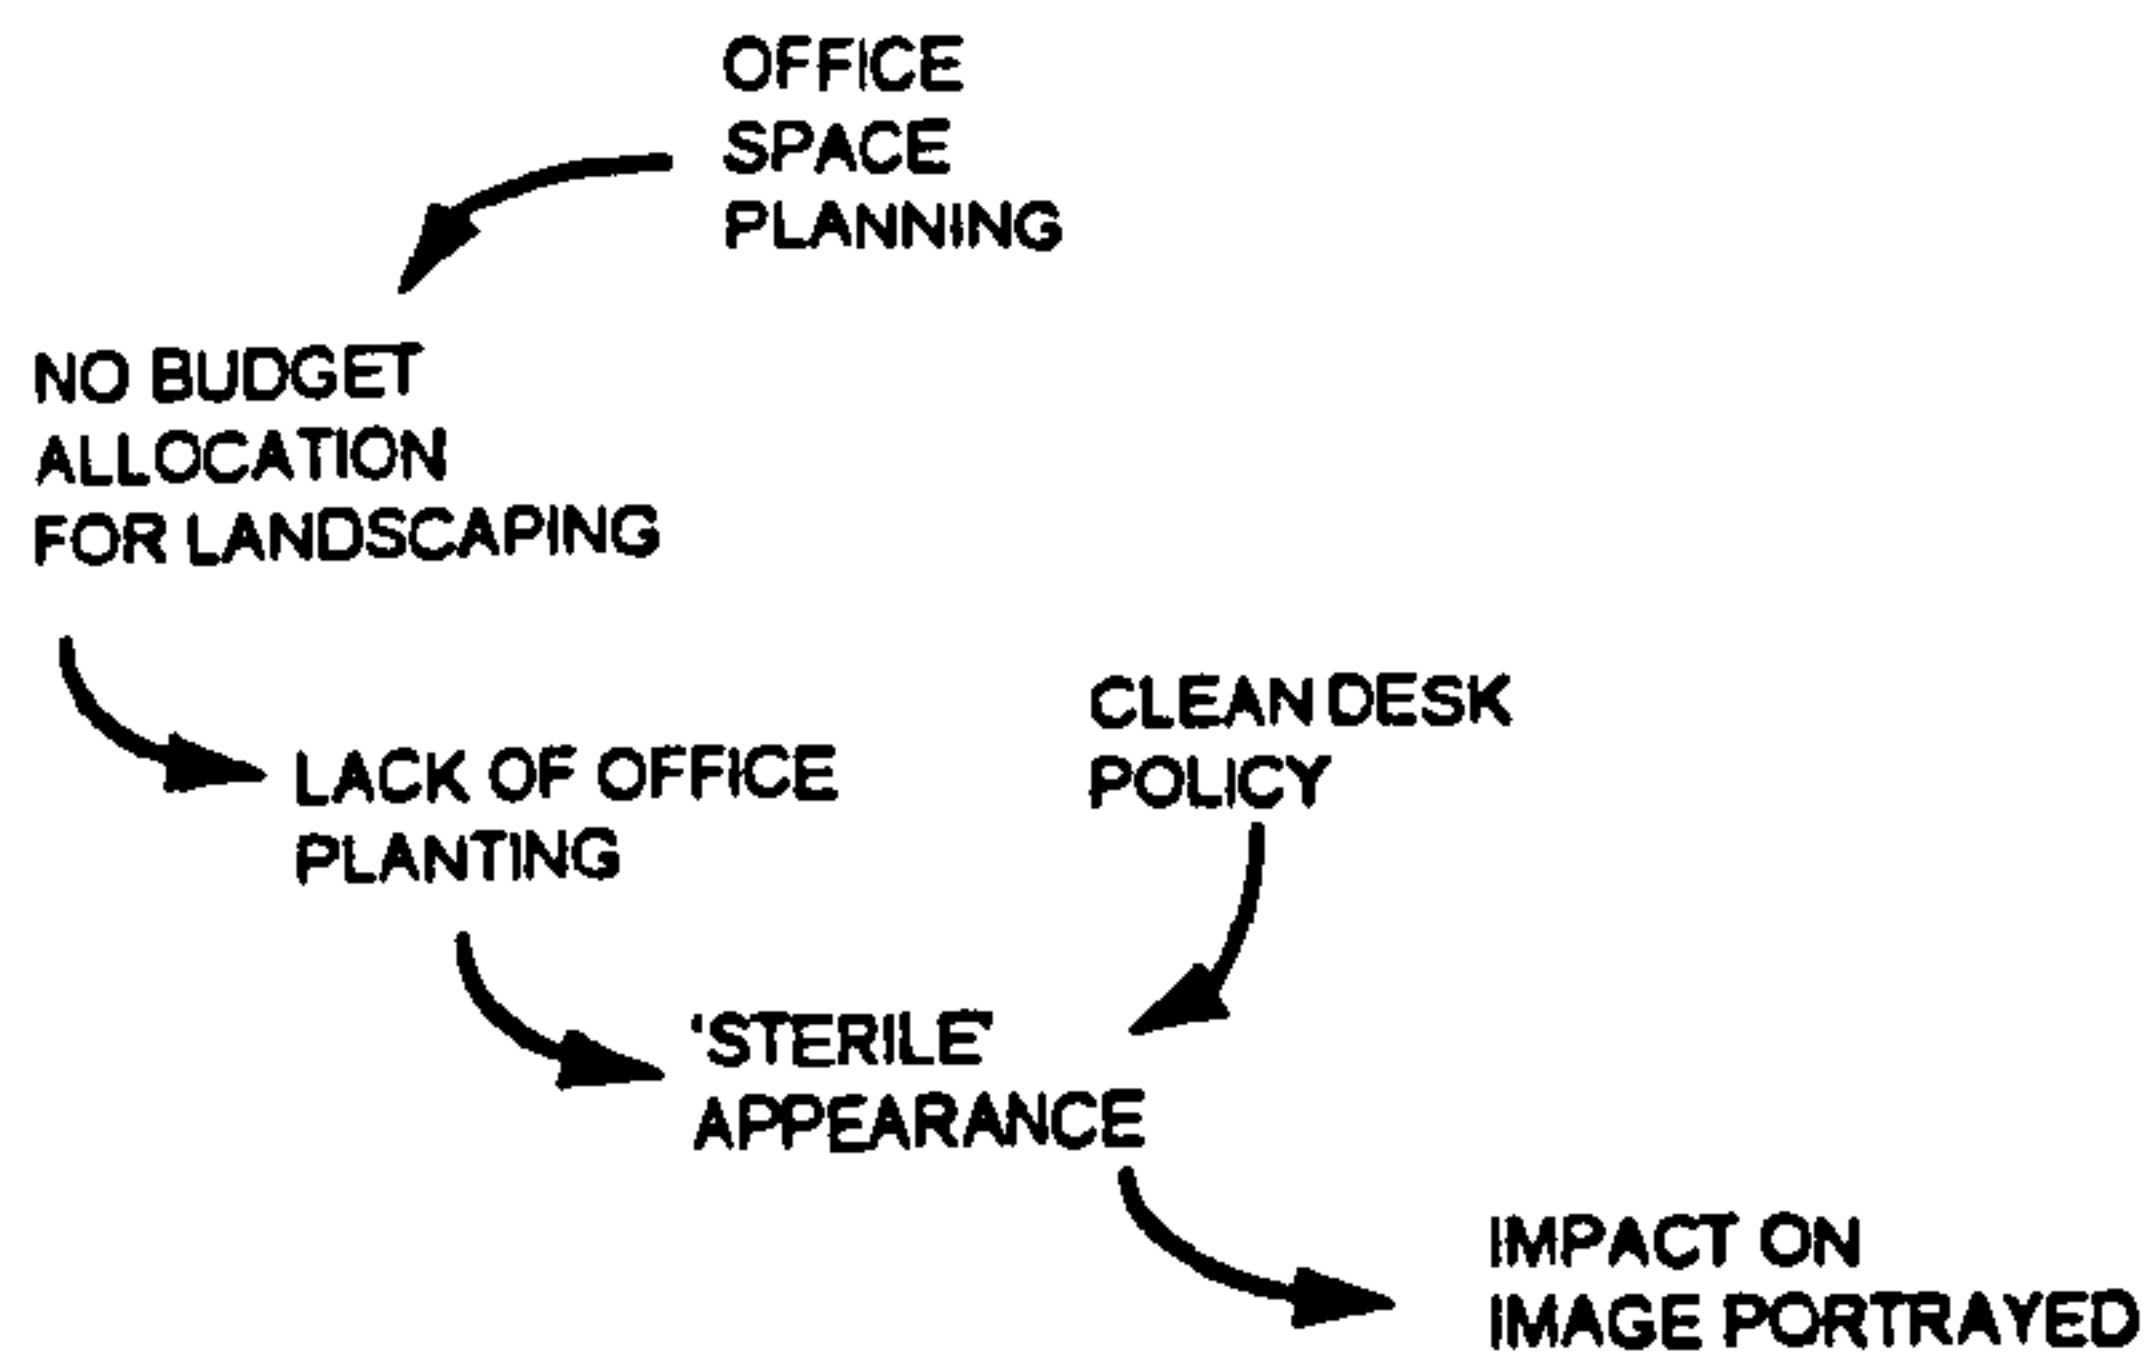 OFFICE
SPACE
PLANNING
NO BUDGET
ALLOCATION
FOR LANDSCAPING
LACK OF OFFICE
PLANTING
CLEAN DESK
POLICY
'STERILE'
APPEARANCE
IMPACT ON
IMAGE PORTRAYED